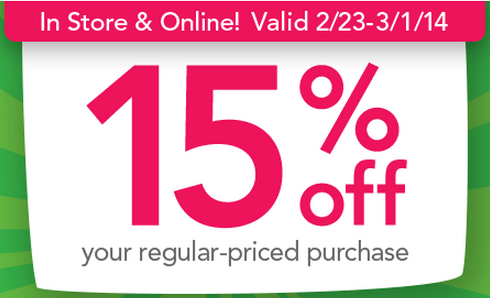 In Store & Online! Valid 2/23-3/1/14
15% off
your regular-priced purchase